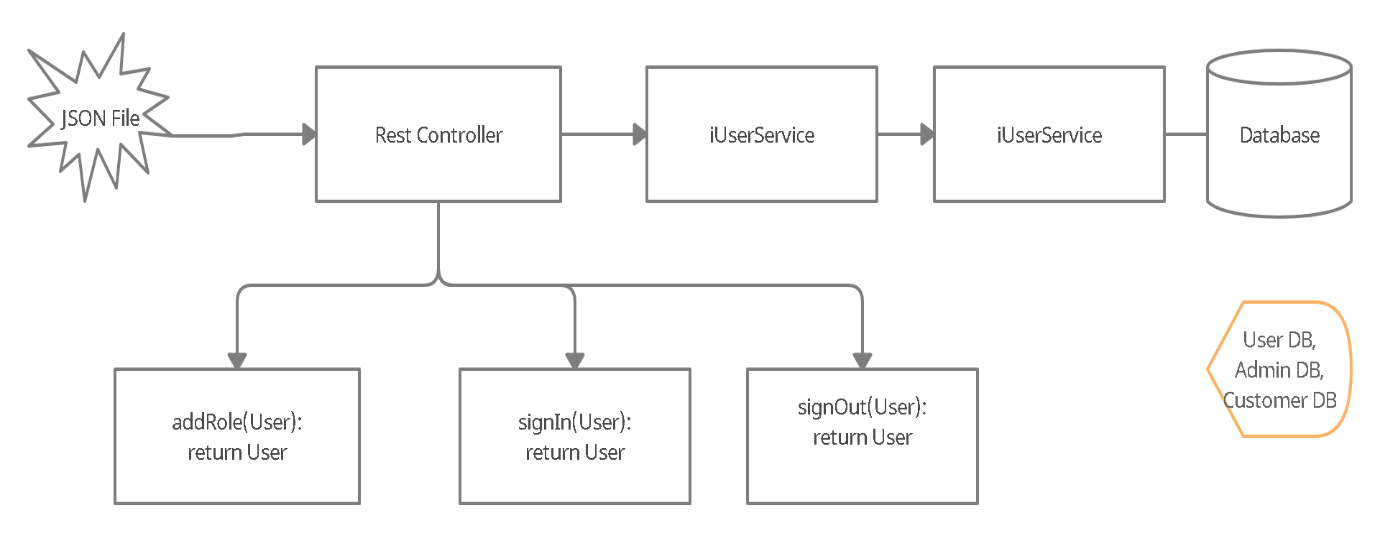 JSON File
Rest Controller
iUserService
iUserService
Database
addRole(User):
return User
signIn(User):
return User
signOut(User):
return User
User DB,
Admin DB,
Customer DB